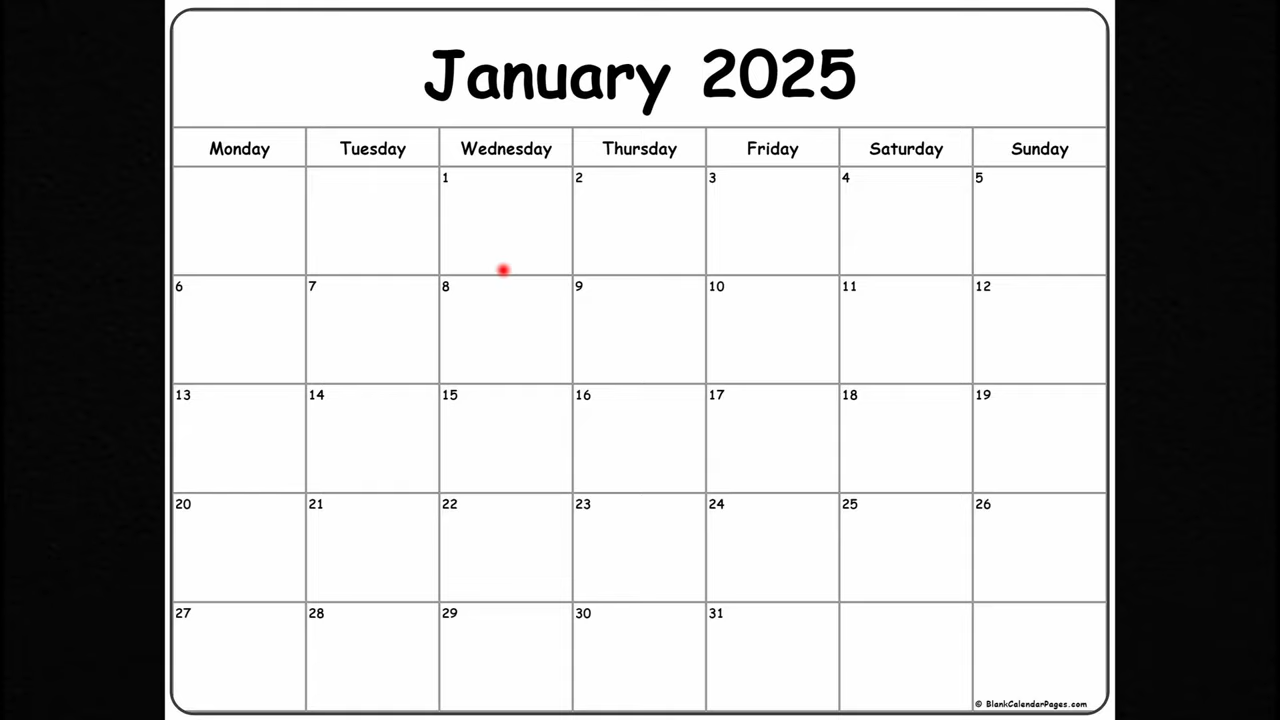 January 2025
Monday Tuesday Wednesday Thursday Friday Saturday Sunday
1 2 3 4 5
6 7 8 9 10 11 12
13 14 15 16 17 18 19
20 21 22 23 24 25 26
27 28 29 30 31
© BlankCalendarPages.com